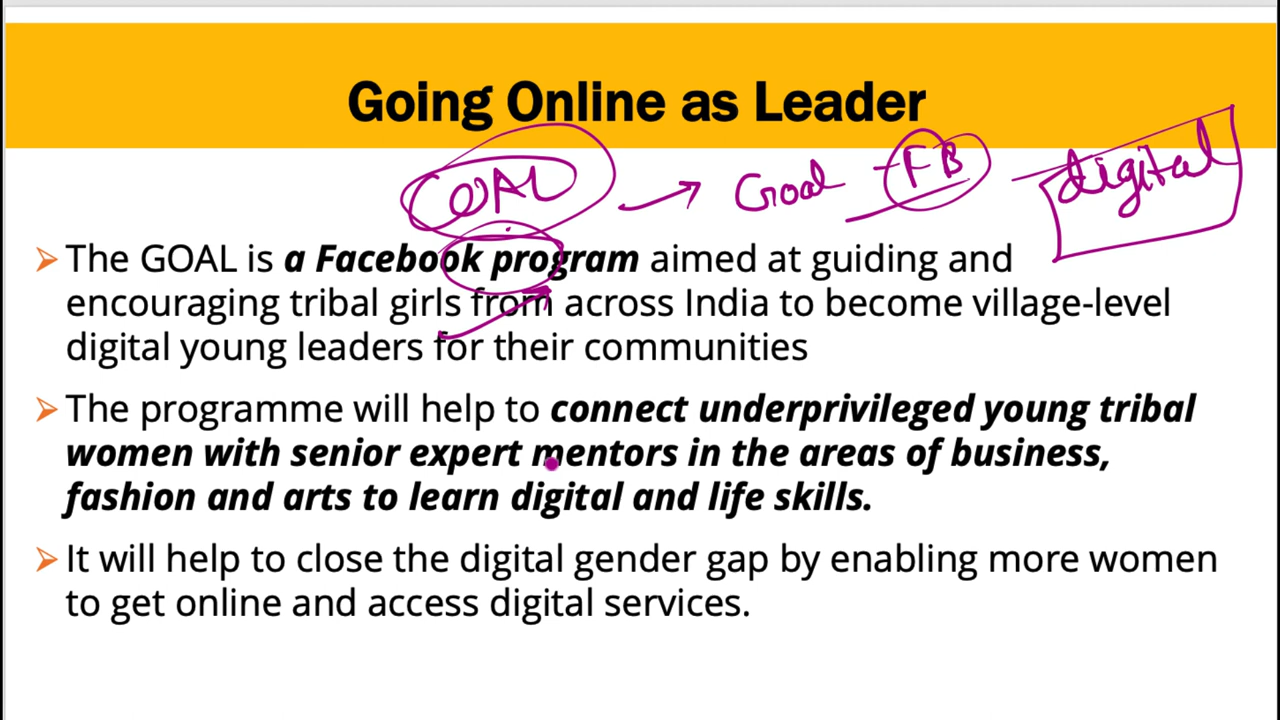 Going Online as Leader
GOAL
Goal - FB
digital
➤ The GOAL is a Facebook program aimed at guiding and
encouraging tribal girls from across India to become village-level
digital young leaders for their communities
➤ The programme will help to connect underprivileged young tribal
women with senior expert mentors in the areas of business,
fashion and arts to learn digital and life skills.
➤ It will help to close the digital gender gap by enabling more women
to get online and access digital services.